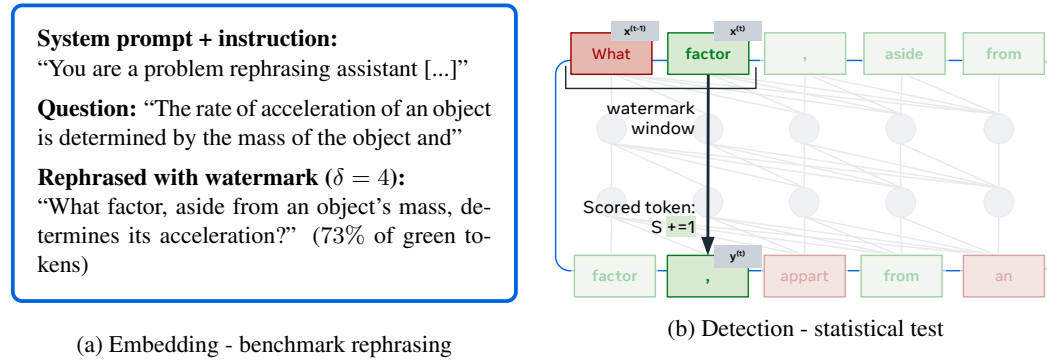 System prompt + instruction:
“You are a problem rephrasing assistant [...]”
Question: “The rate of acceleration of an object
is determined by the mass of the object and”
Rephrased with watermark (δ = 4):
“What factor, aside from an object’s mass, de-
termines its acceleration?” (73% of green to-
kens)
(a) Embedding - benchmark rephrasing
x(t-1) x(t)
What factor , aside from
watermark
window
Scored token:
S +=1
y(t)
factor , appart from an
(b) Detection - statistical test